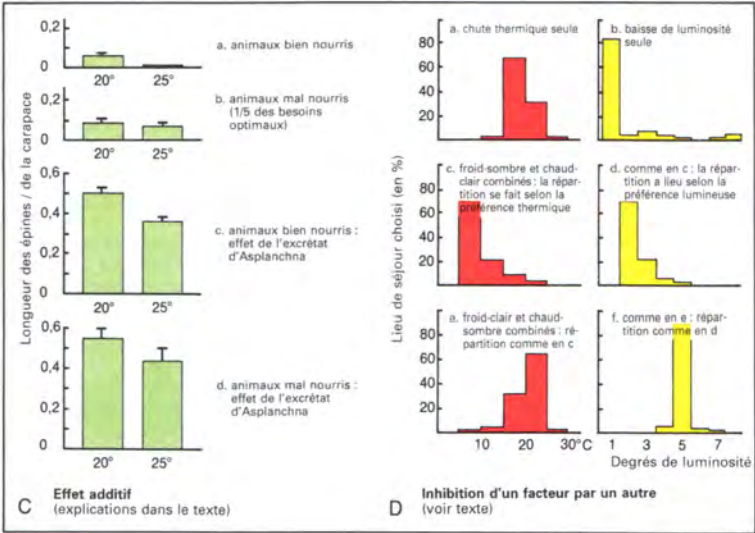 Longueur des épines / de la carapace
0,2
0
20°
25°
a. animaux bien nourris
0,2
0
20°
25°
b. animaux mal nourris
(1/5 des besoins
optimaux)
0,6
0,4
0,2
0
20°
25°
c. animaux bien nourris :
effet de l'excrétat
d'Asplanchna
0,6
0,4
0,2
0
20°
25°
d. animaux mal nourris :
effet de l'excrétat
d'Asplanchna
C
Effet additif
(explications dans le texte)
Lieu de séjour choisi (en %)
80
60
40
20
a. chute thermique seule
b. baisse de luminosité
seule
80
60
40
20
c. froid-sombre et chaud-
clair combinés : la répar-
tition se fait selon la
préférence thermique
d. comme en c : la répar-
tition a lieu selon la
préférence lumineuse
80
60
40
20
e. froid-clair et chaud-
sombre combinés : ré-
partition comme en c
f. comme en e : répar-
tition comme en d
10
20
30°C
1
3
5
7
Degrés de luminosité
D
Inhibition d'un facteur par un autre
(voir texte)